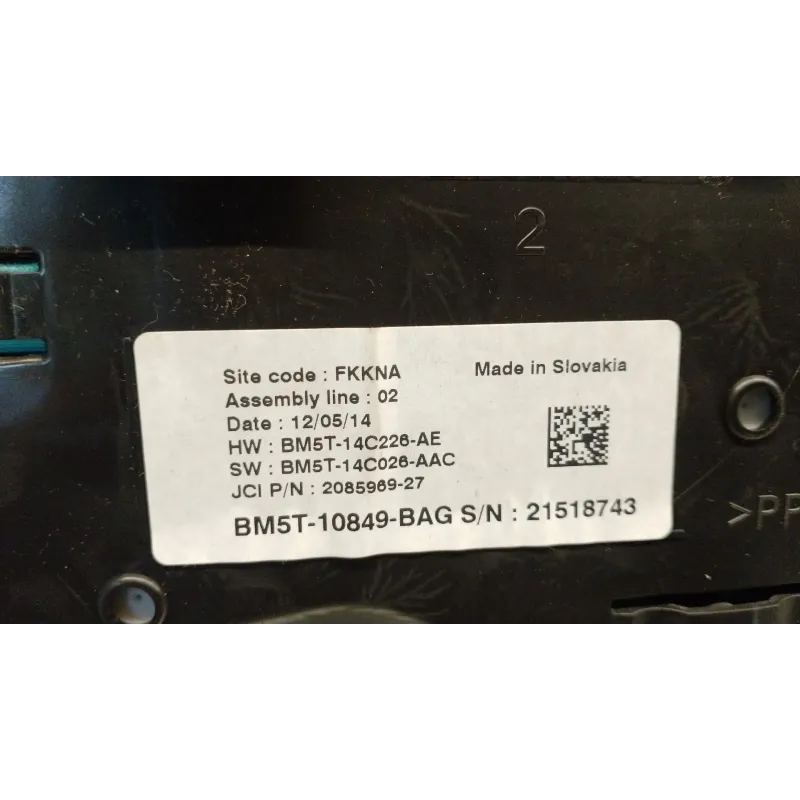 2
Site code : FKKNA
Made in Slovakia
Assembly line : 02
Date : 12/05/14
HW : BM5T-14C226-AE
SW : BM5T-14C026-AAC
JCI P/N : 2085969-27
BM5T-10849-BAG S/N : 21518743
>PP